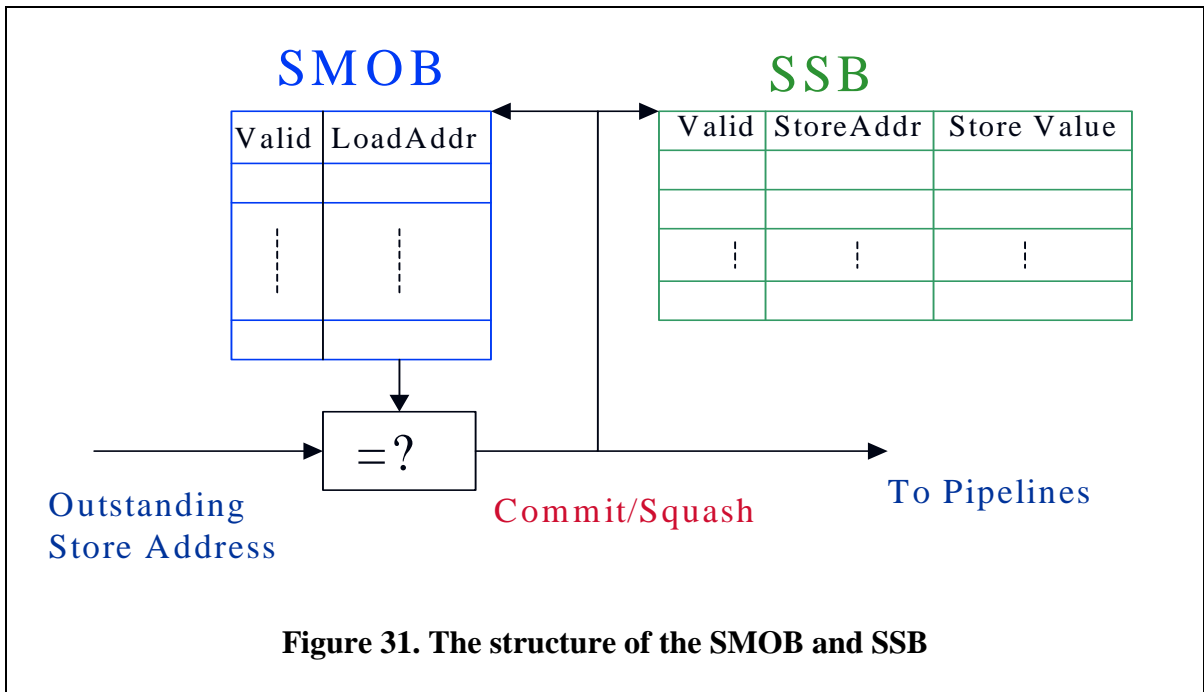 SMOB
SSB
Valid LoadAddr
Valid StoreAddr Store Value
=?
Outstanding
Store Address
Commit/Squash
To Pipelines
Figure 31. The structure of the SMOB and SSB